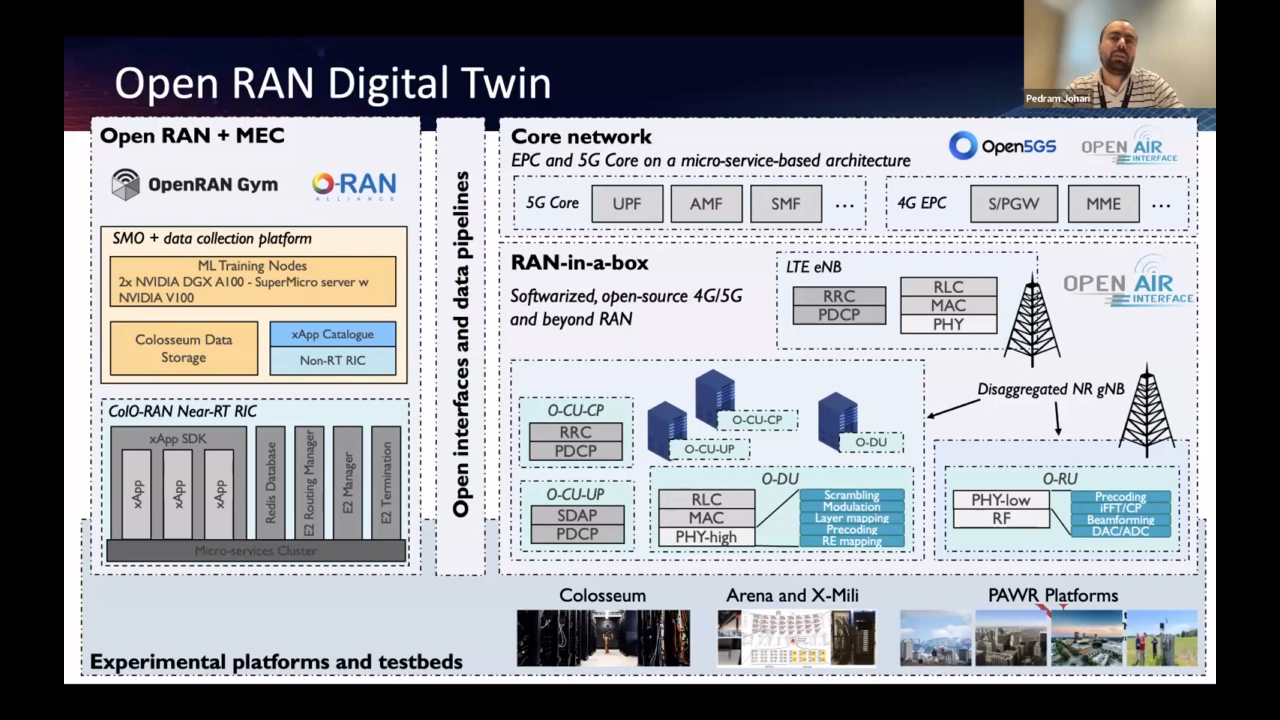 Open RAN Digital Twin
Pedram Johari
Open RAN + MEC
OpenRAN Gym
O-RAN
ALLIANCE
SMO + data collection platform
ML Training Nodes
2x NVIDIA DGX A100 - SuperMicro server w
NVIDIA V100
Colosseum Data
Storage
xApp Catalogue
Non-RT RIC
ColO-RAN Near-RT RIC
xApp SDK
xApp
xApp
xApp
Redis Database
E2 Routing Manager
E2 Manager
E2 Termination
Micro-services Cluster
Open interfaces and data pipelines
Core network
EPC and 5G Core on a micro-service-based architecture
Open5GS
OPEN AIR
INTERFACE
5G Core
UPF
AMF
SMF
...
4G EPC
S/PGW
MME
...
RAN-in-a-box
Softwarized, open-source 4G/5G
and beyond RAN
LTE eNB
RRC
PDCP
RLC
MAC
PHY
OPEN AIR
INTERFACE
Disaggregated NR gNB
O-CU-CP
RRC
PDCP
O-CU-CP
O-CU-UP
O-DU
O-CU-UP
SDAP
PDCP
O-DU
RLC
MAC
PHY-high
Scrambling
Modulation
Layer mapping
Precoding
RE mapping
O-RU
PHY-low
RF
Precoding
iFFT/CP
Beamforming
DAC/ADC
Colosseum
Arena and X-Mili
PAWR Platforms
Experimental platforms and testbeds